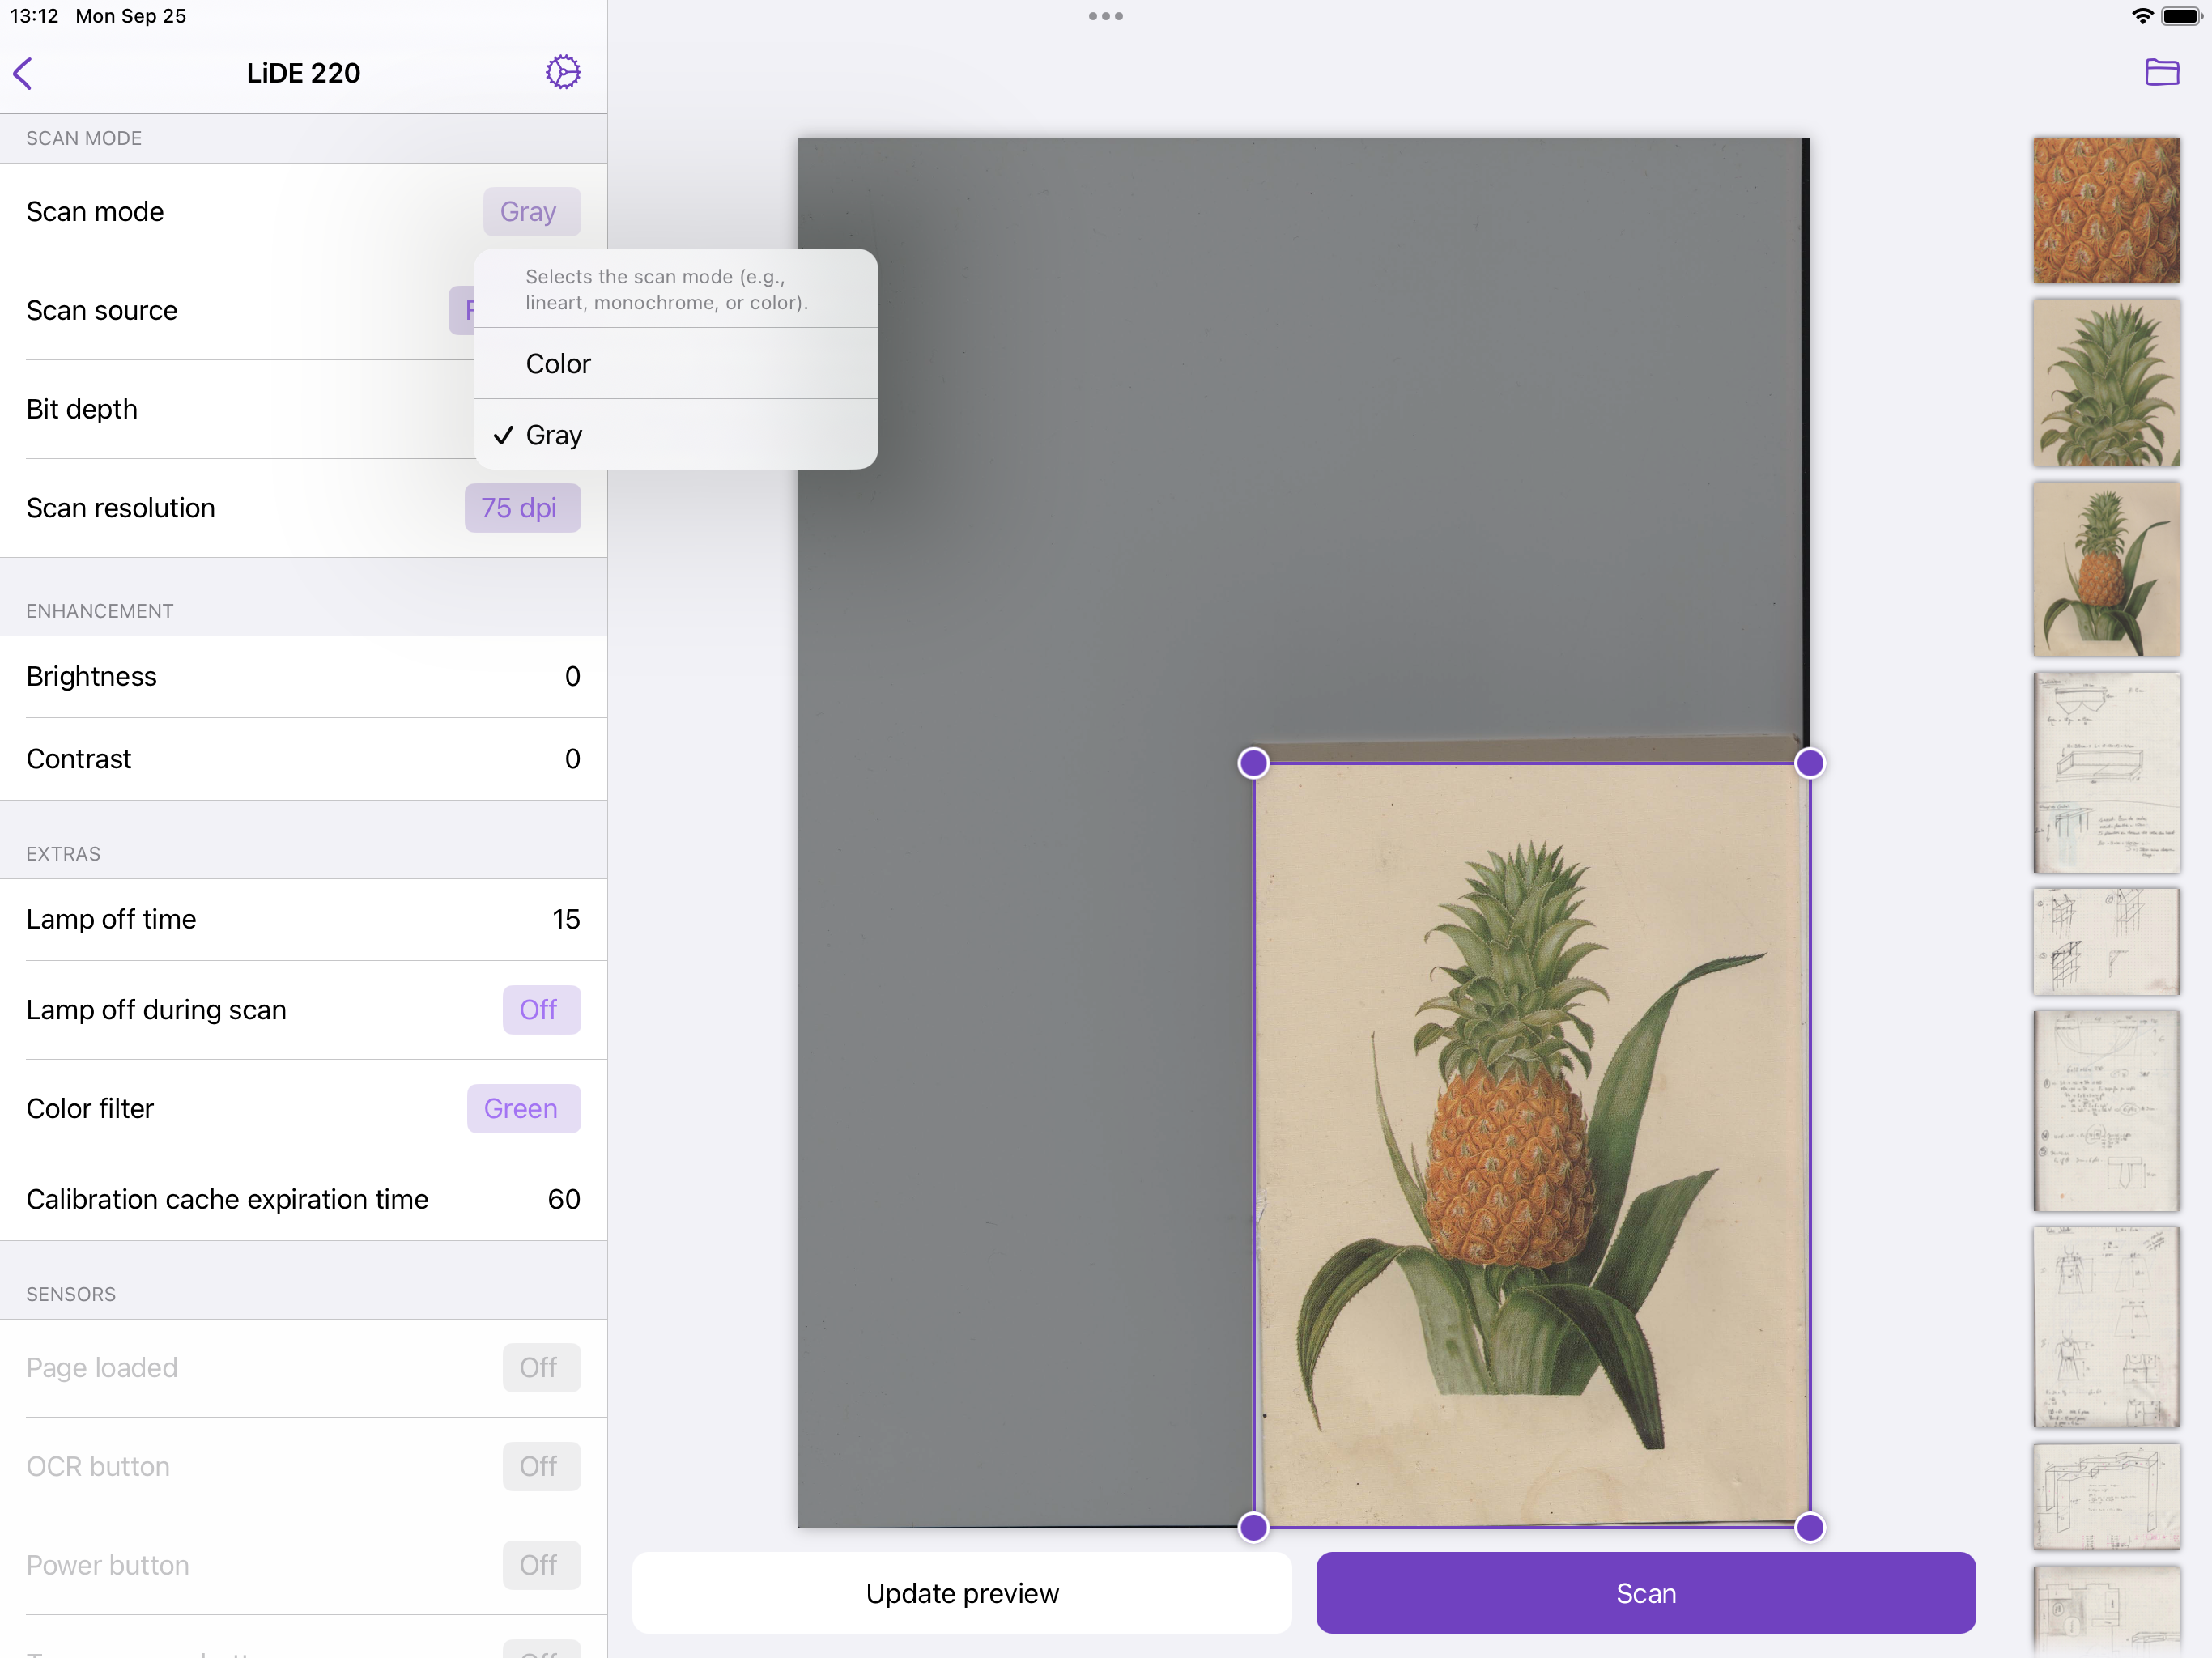 13:12 Mon Sep 25
LiDE 220
SCAN MODE
Scan mode
Gray
Scan source
F
Selects the scan mode (e.g.,
lineart, monochrome, or color).
Color
Gray
Bit depth
Scan resolution
75 dpi
ENHANCEMENT
Brightness
0
Contrast
0
EXTRAS
Lamp off time
15
Lamp off during scan
Off
Color filter
Green
Calibration cache expiration time
60
SENSORS
Page loaded
Off
OCR button
Off
Power button
Off
Update preview
Scan